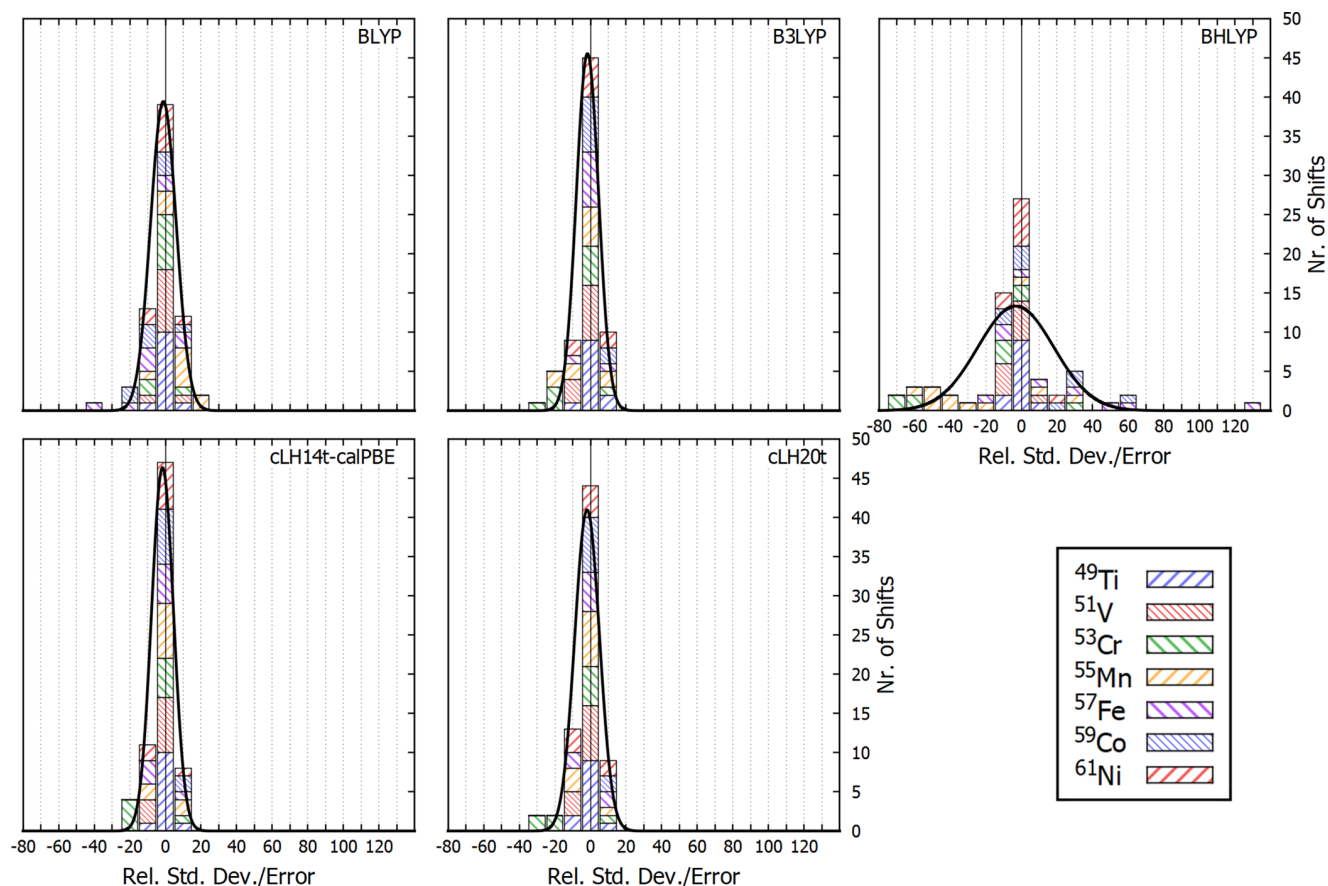 BLYP
B3LYP
BHLYP
50
45
40
35
30
25
20
15
10
5
0
Nr. of Shifts
-80 -60 -40 -20 0 20 40 60 80 100 120
Rel. Std. Dev./Error
cLH14t-calPBE
cLH20t
50
45
40
35
30
25
20
15
10
5
0
Nr. of Shifts
-80 -60 -40 -20 0 20 40 60 80 100 120
-80 -60 -40 -20 0 20 40 60 80 100 120
Rel. Std. Dev./Error
Rel. Std. Dev./Error
⁴⁹Ti
⁵¹V
⁵³Cr
⁵⁵Mn
⁵⁷Fe
⁵⁹Co
⁶¹Ni